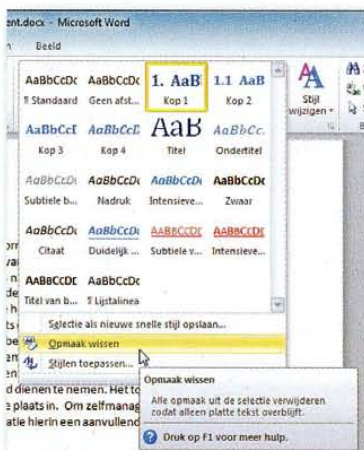 ent.docx - Microsoft Word
Beeld
AaBbCcDc AaBbCcDc 1. AaB 1.1 AaB
¶ Standaard Geen afst... Kop 1 Kop 2
AaBbCcI AaBbCcD AaB AaBbCc.
Kop 3 Kop 4 Titel Ondertitel
AaBbCcDc AaBbCcDc AaBbCcDc AaBbCcDc
Subtiele b... Nadruk Intensieve... Zwaar
AaBbCcDc AaBbCcDc AABBCCDC AABBCCDC
Citaat Duidelijk ... Subtiele v... Intensieve...
AABBCCDC AaBbCcDc
Titel van b... ¶ Lijstalinea
Stijl
wijzigen
Selectie als nieuwe snelle stijl opslaan...
Opmaak wissen
Stijlen toepassen...
Opmaak wissen
Alle opmaak uit de selectie verwijderen
zodat alleen platte tekst overblijft.
Druk op F1 voor meer hulp.
d dienen te nemen. Het to
e plaats in. Om zelfmanag
atie hierin een aanvullend